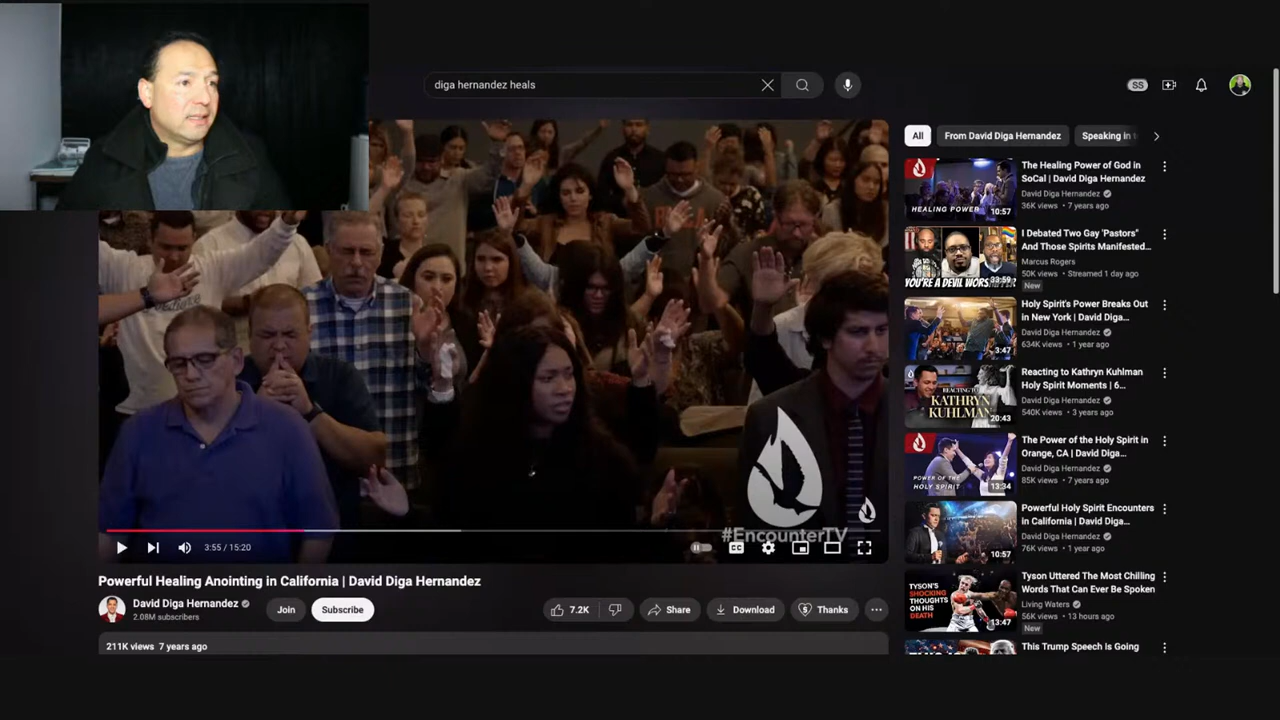 diga hernandez heals
SS
All
From David Diga Hernandez
Speaking in
HEALING POWER
10:57
The Healing Power of God in
SoCal | David Diga Hernandez
David Diga Hernandez
36K views • 7 years ago
YOU'RE A DEVIL WORS
33:59
I Debated Two Gay 'Pastors"
And Those Spirits Manifested...
Marcus Rogers
50K views • Streamed 1 day ago
New
3:47
Holy Spirit's Power Breaks Out
in New York | David Diga...
David Diga Hernandez
634K views • 1 year ago
REACTING TO
KATHRYN
KUHLMAN
20:43
Reacting to Kathryn Kuhlman
Holy Spirit Moments | 6...
David Diga Hernandez
540K views • 3 years ago
POWER OF THE
HOLY SPIRIT
13:34
The Power of the Holy Spirit in
Orange, CA | David Diga...
David Diga Hernandez
85K views • 7 years ago
10:57
Powerful Holy Spirit Encounters
in California | David Diga...
David Diga Hernandez
76K views • 1 year ago
TYSON'S
SHOCKING
THOUGHTS
ON HIS
DEATH
13:47
Tyson Uttered The Most Chilling
Words That Can Ever Be Spoken
Living Waters
56K views • 13 hours ago
New
This Trump Speech is Going
#EncounterTV
3:55 / 15:20
CC
Powerful Healing Anointing in California | David Diga Hernandez
David Diga Hernandez
2.08M subscribers
Join
Subscribe
7.2K
Share
Download
Thanks
211K views 7 years ago